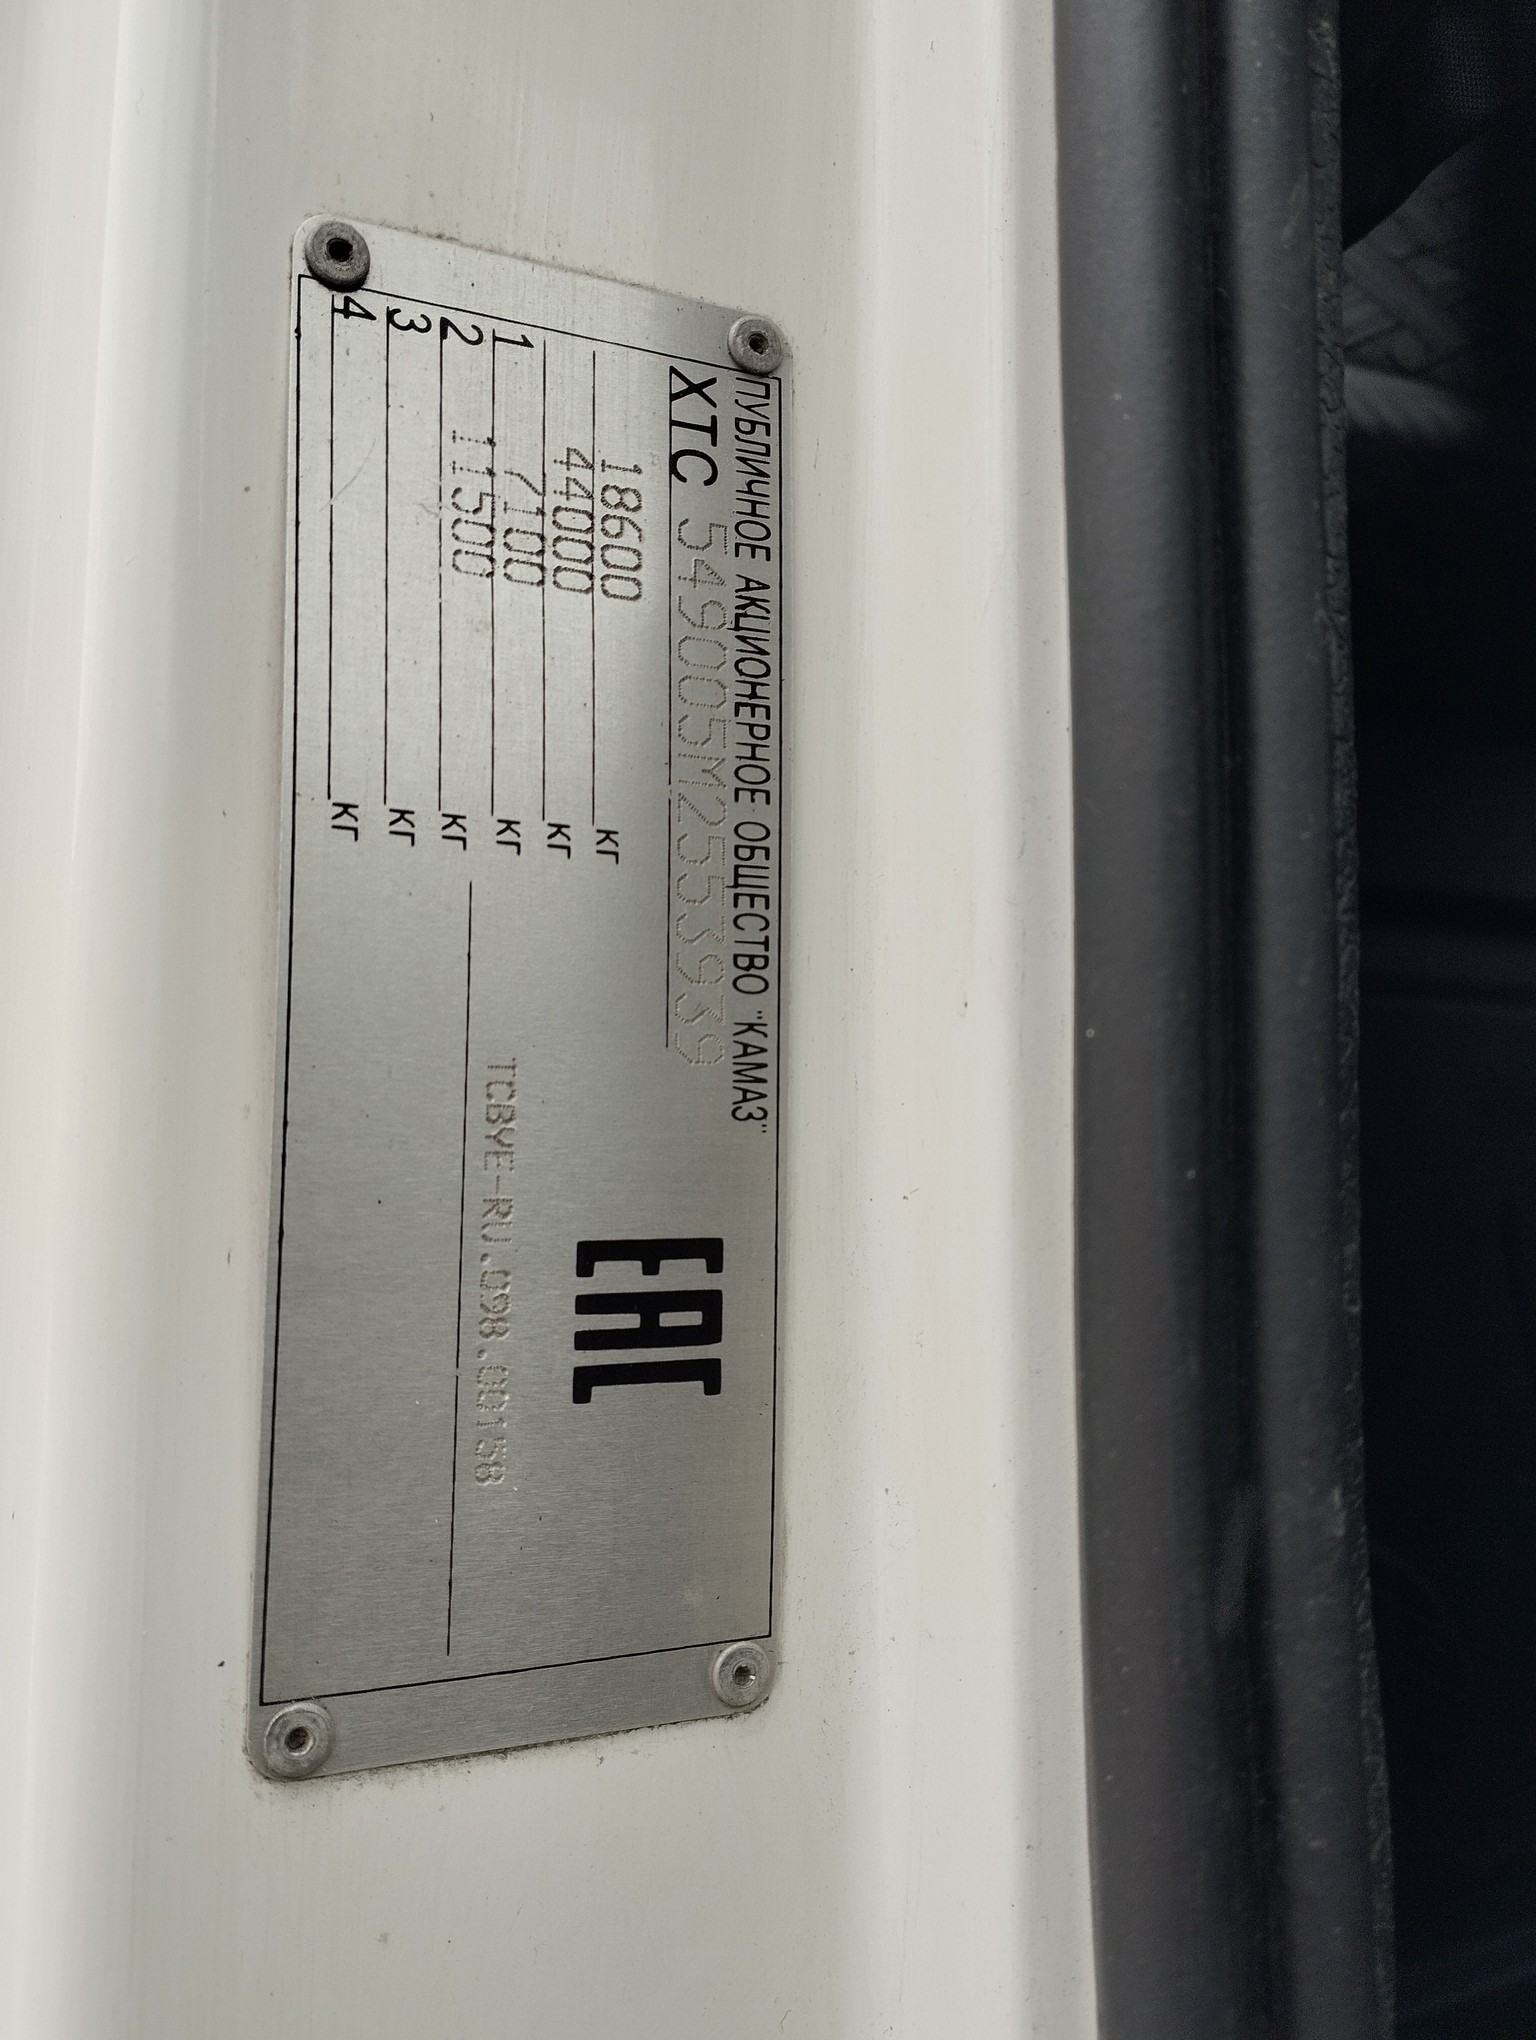 ПУБЛИЧНОЕ АКЦИОНЕРНОЕ ОБЩЕСТВО "КАМАЗ"
XTC 549005M2553939
18600 кг
44000 кг
1 7100 кг
2 11500 кг
3 кг
4 кг
EAC
TCBYE-RU.098.00158